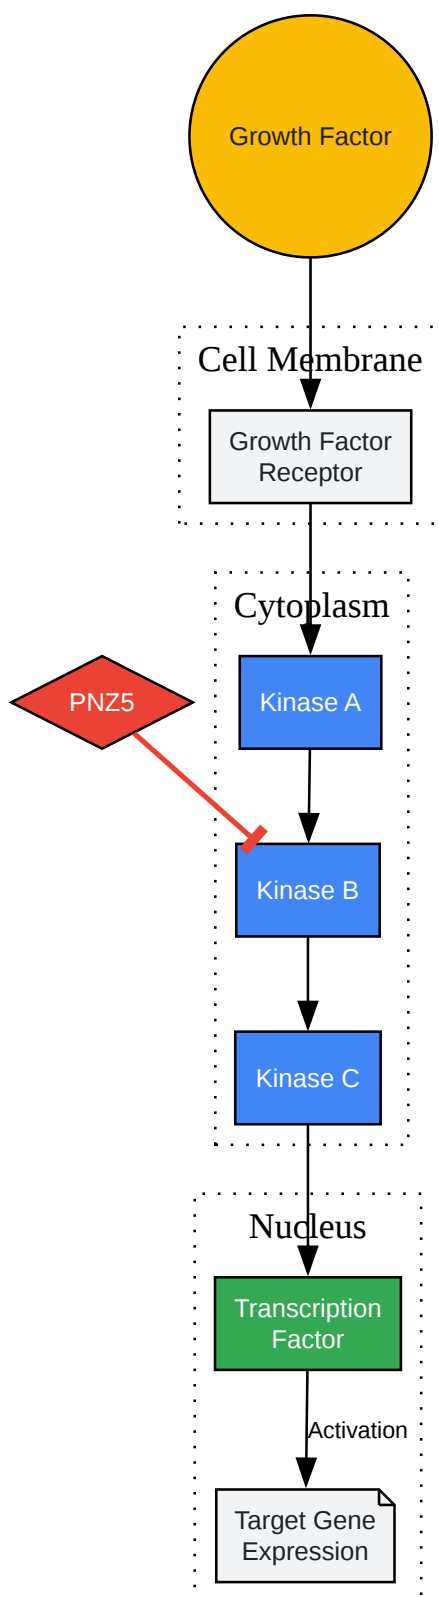 Growth Factor
Cell Membrane
Growth Factor
Receptor
Cytoplasm
PNZ5
Kinase A
Kinase B
Kinase C
Nucleus
Transcription
Factor
Activation
Target Gene
Expression